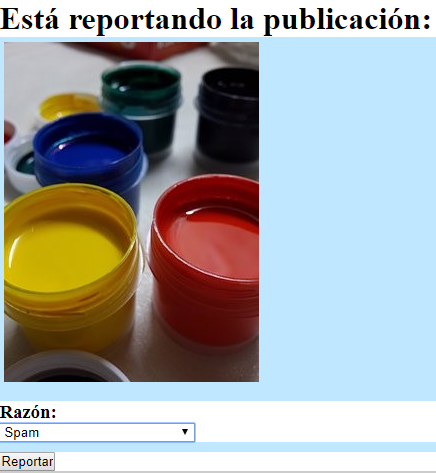 Está reportando la publicación:
Razón:
Spam
Reportar